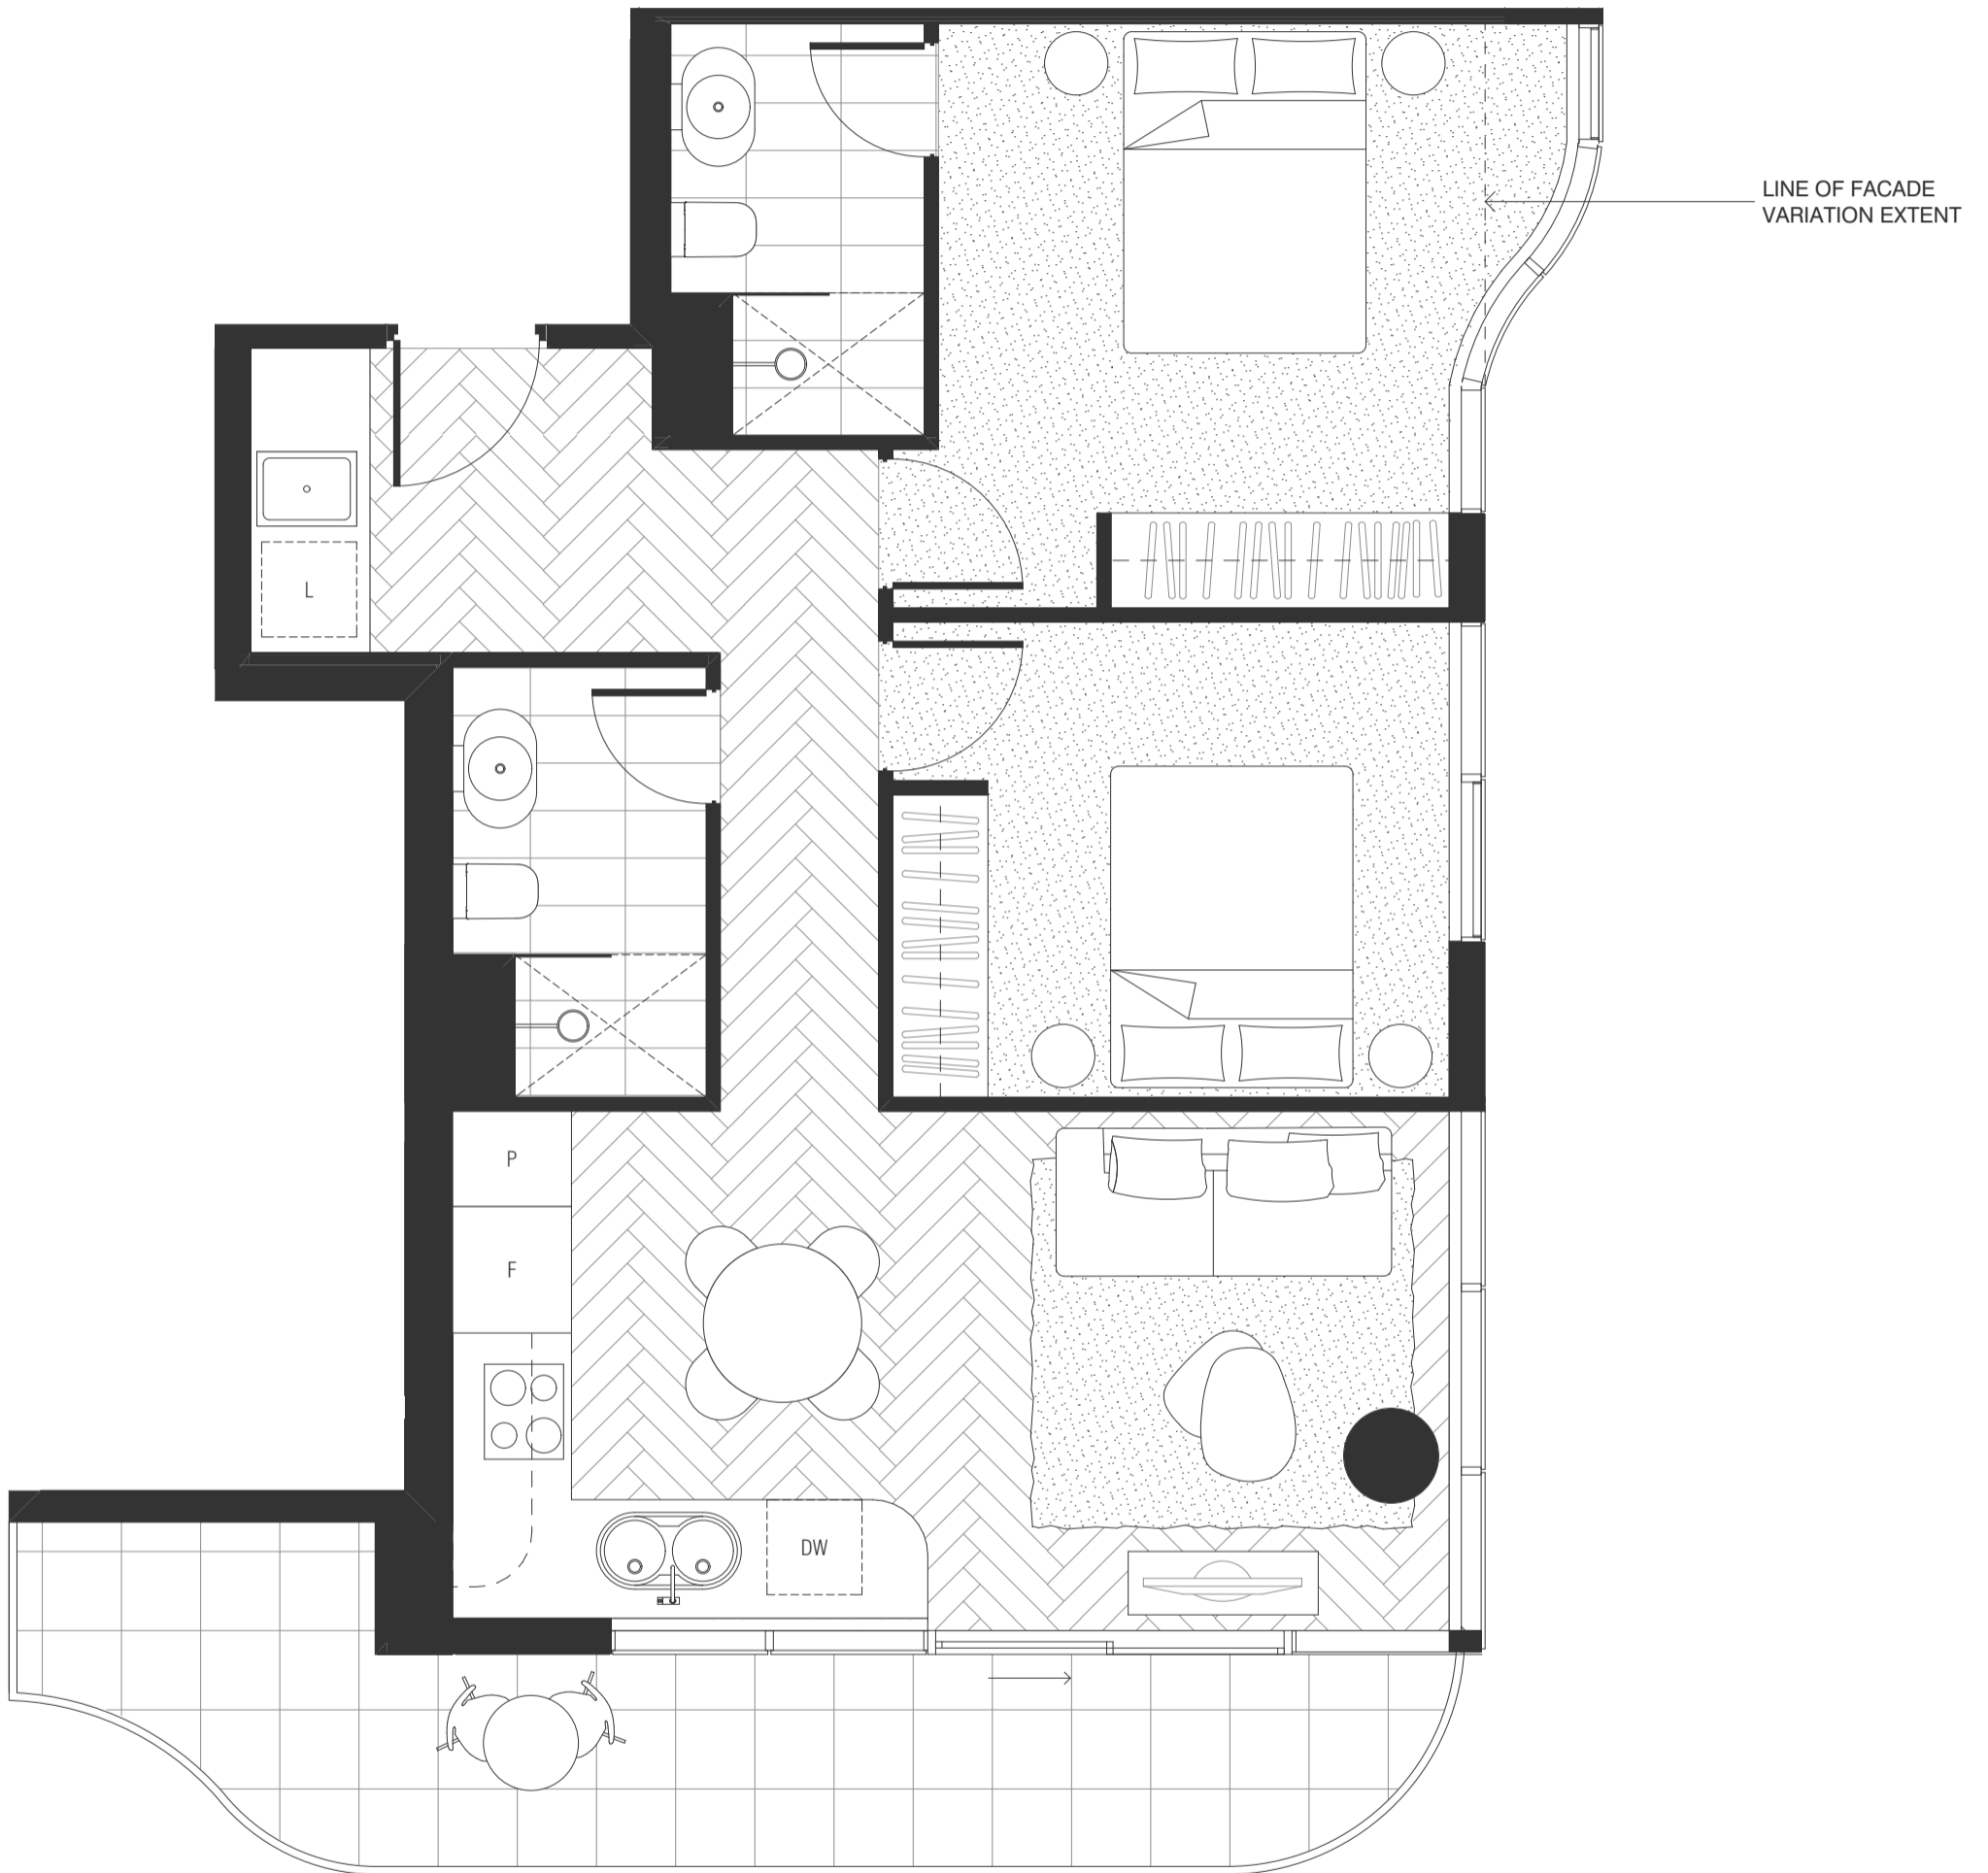 LINE OF FACADE
VARIATION EXTENT
L
P
F
DW